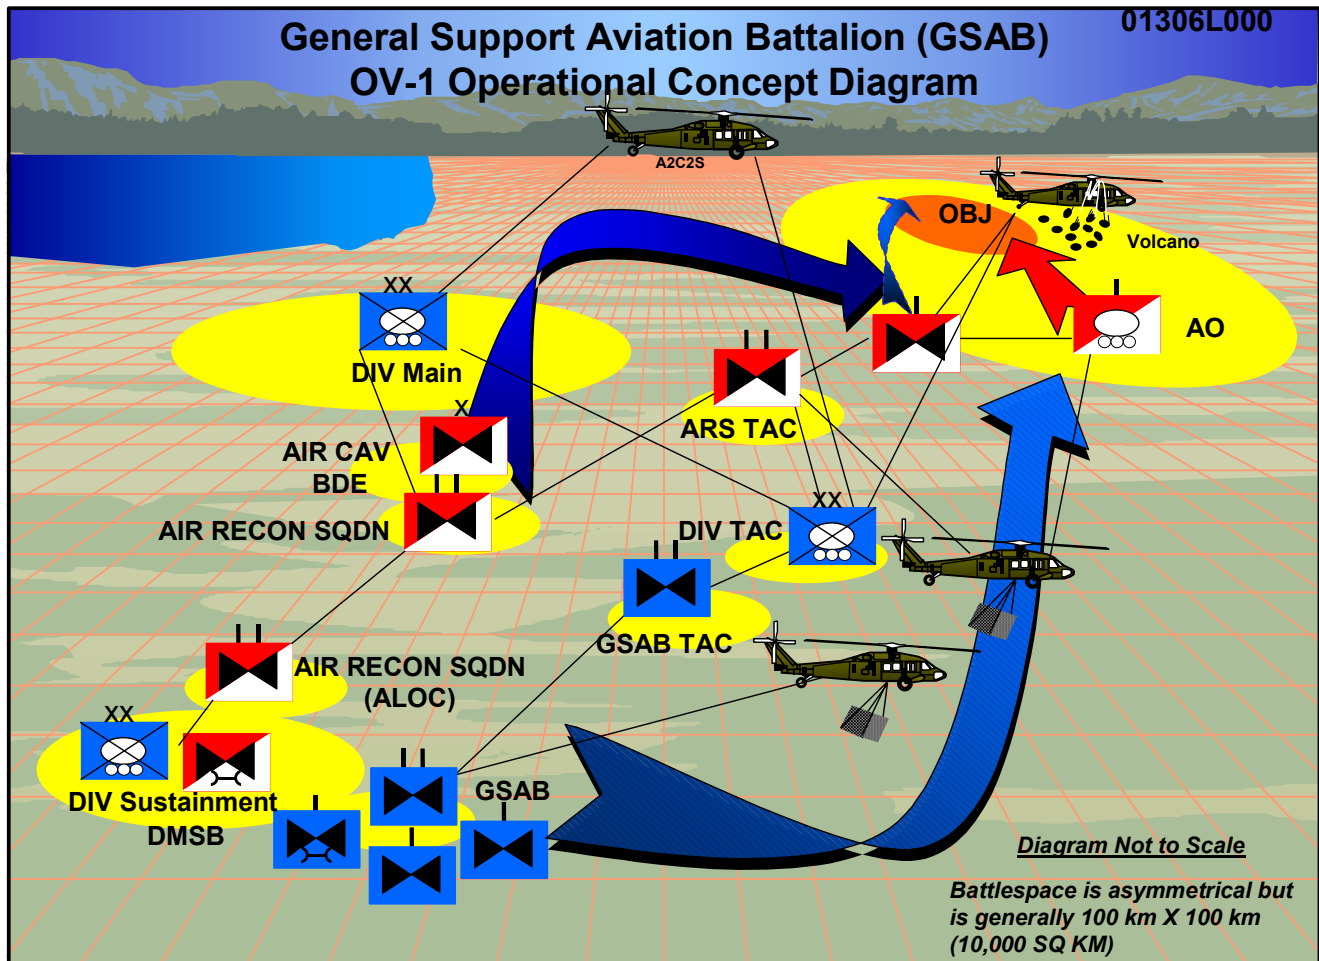 01306L000
General Support Aviation Battalion (GSAB)
OV-1 Operational Concept Diagram
A2C2S
OBJ
Volcano
XX
DIV Main
AO
X
AIR CAV
BDE
ARS TAC
AIR RECON SQDN
XX
DIV TAC
GSAB TAC
AIR RECON SQDN
(ALOC)
XX
DIV Sustainment
DMSB
GSAB
Diagram Not to Scale
Battlespace is asymmetrical but
is generally 100 km X 100 km
(10,000 SQ KM)